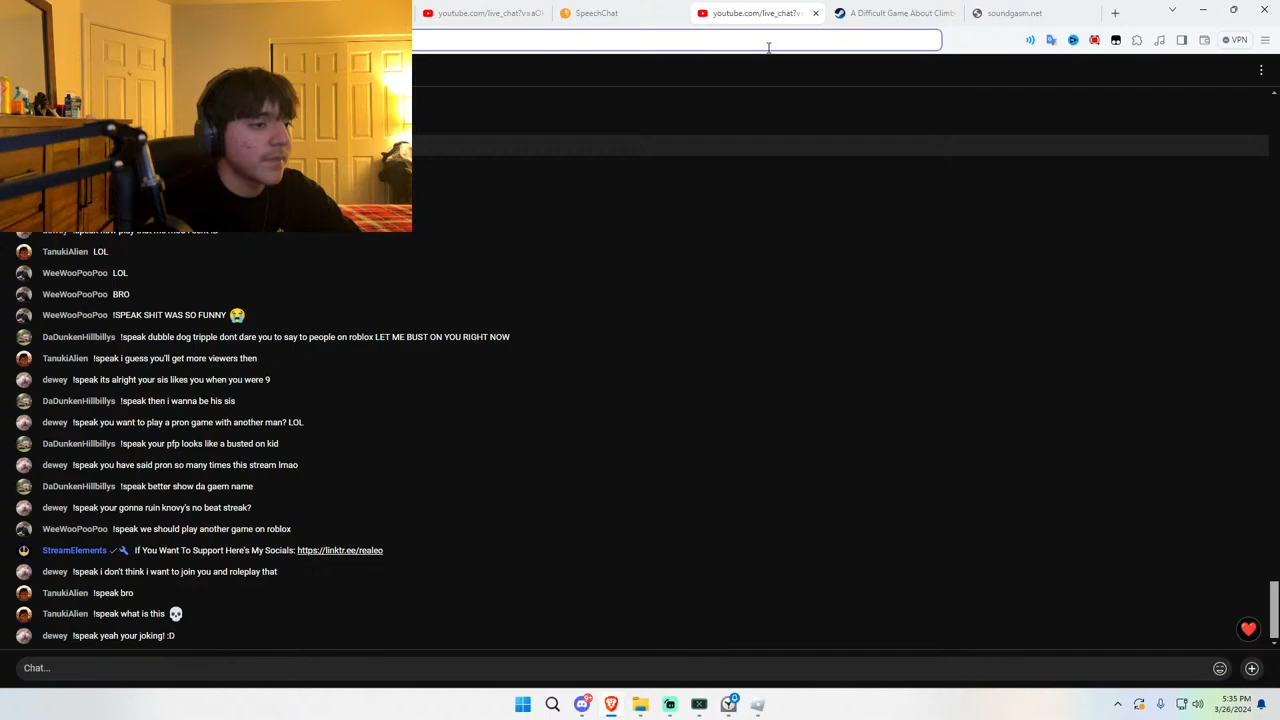 youtube.com/live_chat?v=aOl
SpeechChat
youtube.com/live_chat?v=
A Difficult Game About Climb
soundgasm.net
VPN
TanukiAlien LOL
WeeWooPooPoo LOL
WeeWooPooPoo BRO
WeeWooPooPoo !SPEAK SHIT WAS SO FUNNY 😭
DaDunkenHillbillys !speak dubble dog tripple dont dare you to say to people on roblox LET ME BUST ON YOU RIGHT NOW
TanukiAlien !speak i guess you'll get more viewers then
dewey !speak its alright your sis likes you when you were 9
DaDunkenHillbillys !speak then i wanna be his sis
dewey !speak you want to play a pron game with another man? LOL
DaDunkenHillbillys !speak your pfp looks like a busted on kid
dewey !speak you have said pron so many times this stream lmao
DaDunkenHillbillys !speak better show da gaem name
dewey !speak your gonna ruin knovy's no beat streak?
WeeWooPooPoo !speak we should play another game on roblox
StreamElements If You Want To Support Here's My Socials: https://linktr.ee/realeo
dewey !speak i don't think i want to join you and roleplay that
TanukiAlien !speak bro
TanukiAlien !speak what is this 💀
dewey !speak yeah your joking! :D
Chat...
5:35 PM
3/26/2024